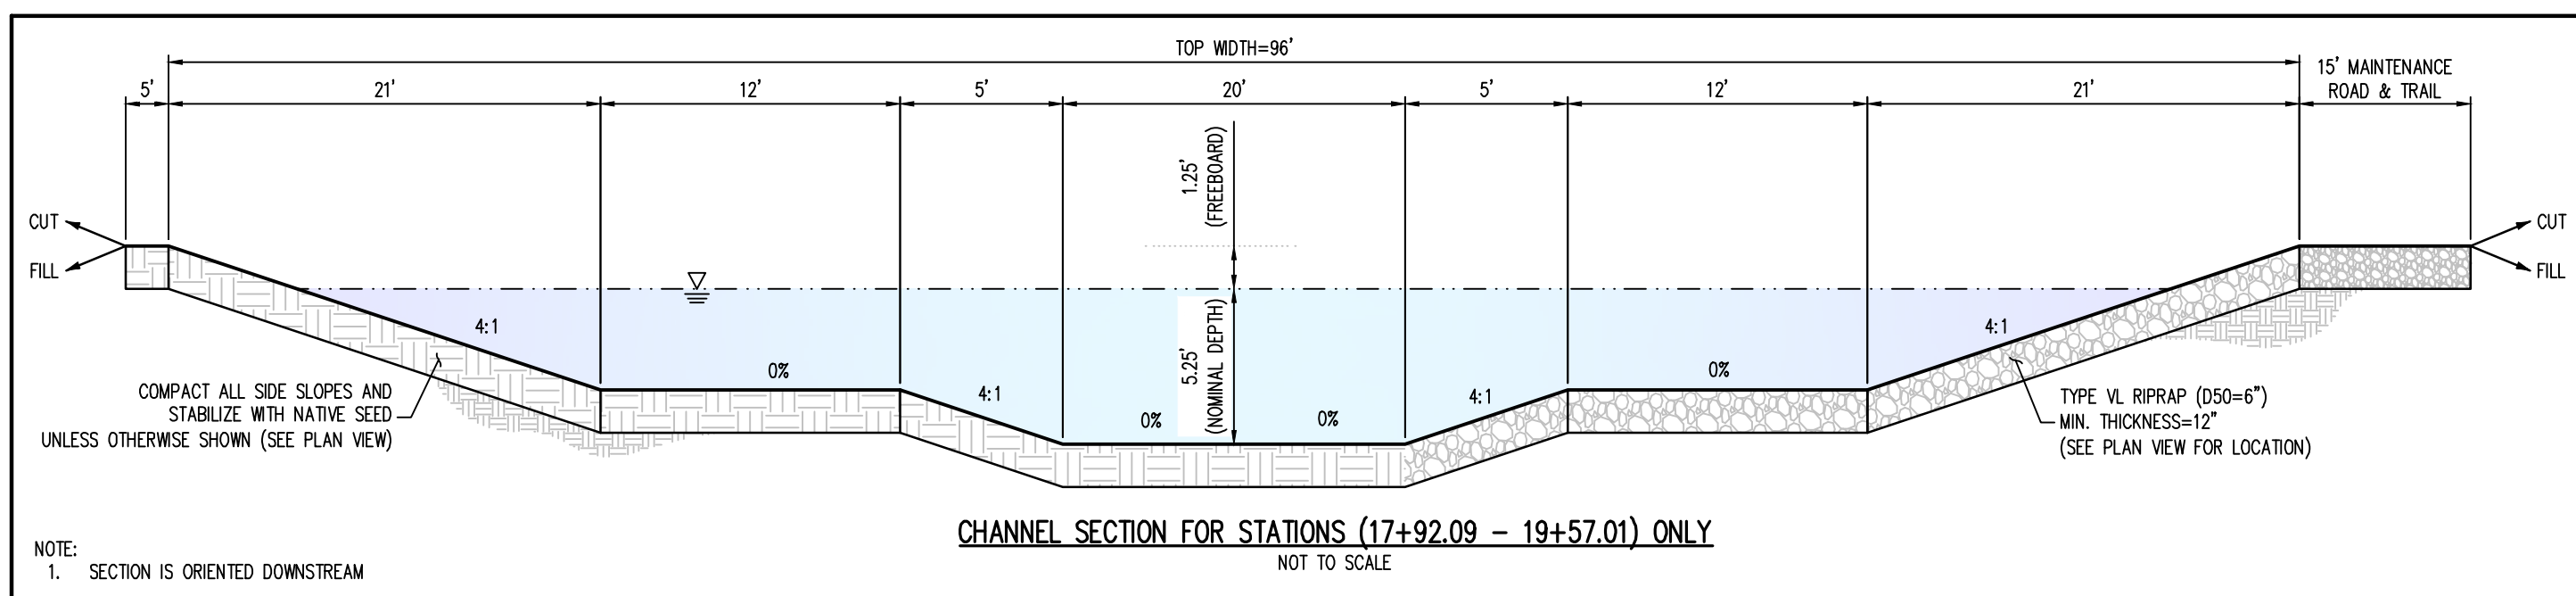 TOP WIDTH=96'
5'
21'
12'
5'
20'
5'
12'
21'
15' MAINTENANCE
ROAD & TRAIL
1.25'
(FREEBOARD)
CUT
FILL
CUT
FILL
5.25'
(NOMINAL DEPTH)
4:1
0%
4:1
0%
0%
4:1
0%
4:1
COMPACT ALL SIDE SLOPES AND
STABILIZE WITH NATIVE SEED
UNLESS OTHERWISE SHOWN (SEE PLAN VIEW)
TYPE VL RIPRAP (D50=6")
MIN. THICKNESS=12"
(SEE PLAN VIEW FOR LOCATION)
CHANNEL SECTION FOR STATIONS (17+92.09 - 19+57.01) ONLY
NOT TO SCALE
NOTE:
1. SECTION IS ORIENTED DOWNSTREAM